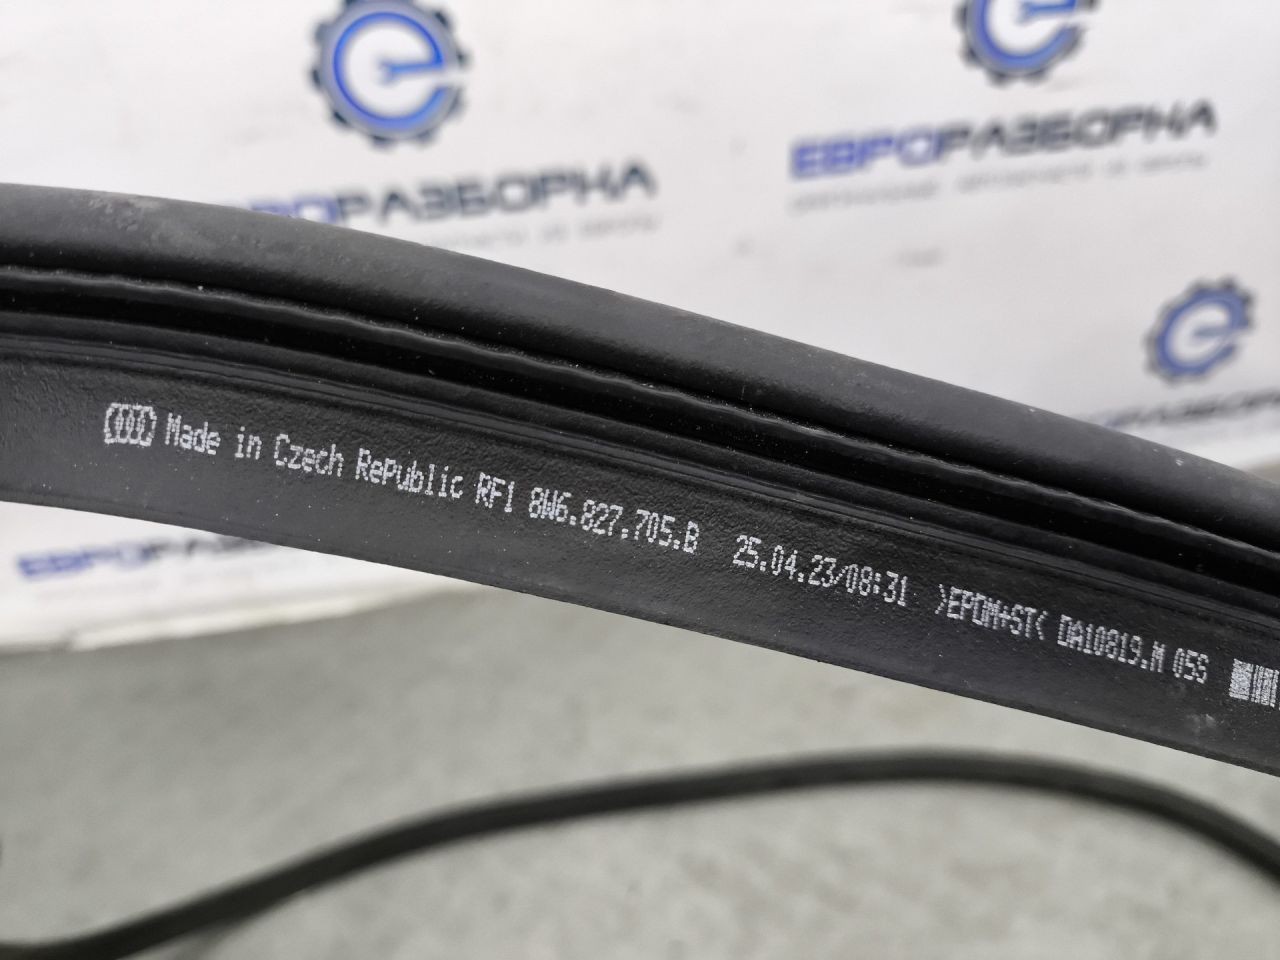 ЕВРОРАЗБОРКА
ЕВРОРАЗБОРКА
Made in Czech RePublic RF1 8W6.827.705.B 25.04.23/08:31 >EPDM+ST< DA10819.M 05S